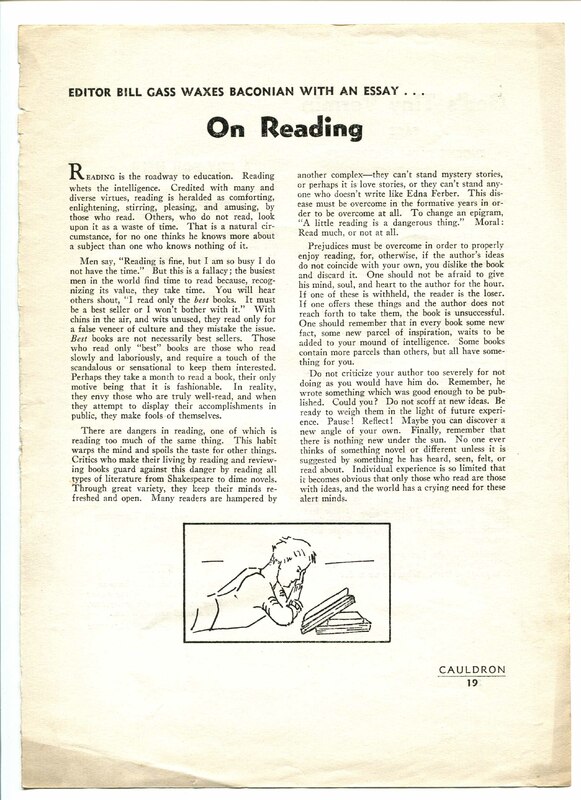 EDITOR BILL GASS WAXES BACONIAN WITH AN ESSAY . . .
On Reading
READING is the roadway to education. Reading
whets the intelligence. Credited with many and
diverse virtues, reading is heralded as comforting,
enlightening, stirring, pleasing, and amusing, by
those who read. Others, who do not read, look
upon it as a waste of time. That is a natural cir-
cumstance, for no one thinks he knows more about
a subject than one who knows nothing of it.
Men say, "Reading is fine, but I am so busy I do
not have the time." But this is a fallacy; the busiest
men in the world find time to read because, recog-
nizing its value, they take time. You will hear
others shout, "I read only the best books. It must
be a best seller or I won't bother with it." With
chins in the air, and wits unused, they read only for
a false veneer of culture and they mistake the issue.
Best books are not necessarily best sellers. Those
who read only "best" books are those who read
slowly and laboriously, and require a touch of the
scandalous or sensational to keep them interested.
Perhaps they take a month to read a book, their only
motive being that it is fashionable. In reality,
they envy those who are truly well-read, and when
they attempt to display their accomplishments in
public, they make fools of themselves.
There are dangers in reading, one of which is
reading too much of the same thing. This habit
warps the mind and spoils the taste for other things.
Critics who make their living by reading and review-
ing books guard against this danger by reading all
types of literature from Shakespeare to dime novels.
Through great variety, they keep their minds re-
freshed and open. Many readers are hampered by
another complex—they can't stand mystery stories,
or perhaps it is love stories, or they can't stand any-
one who doesn't write like Edna Ferber. This dis-
ease must be overcome in the formative years in or-
der to be overcome at all. To change an epigram,
"A little reading is a dangerous thing." Moral:
Read much, or not at all.
Prejudices must be overcome in order to properly
enjoy reading, for, otherwise, if the author's ideas
do not coincide with your own, you dislike the book
and discard it. One should not be afraid to give
his mind, soul, and heart to the author for the hour.
If one of these is withheld, the reader is the loser.
If one offers these things and the author does not
reach forth to take them, the book is unsuccessful.
One should remember that in every book some new
fact, some new parcel of inspiration, waits to be
added to your mound of intelligence. Some books
contain more parcels than others, but all have some-
thing for you.
Do not criticize your author too severely for not
doing as you would have him do. Remember, he
wrote something which was good enough to be pub-
lished. Could you? Do not scoff at new ideas. Be
ready to weigh them in the light of future experi-
ence. Pause! Reflect! Maybe you can discover a
new angle of your own. Finally, remember that
there is nothing new under the sun. No one ever
thinks of something novel or different unless it is
suggested by something he has heard, seen, felt, or
read about. Individual experience is so limited that
it becomes obvious that only those who read are those
with ideas, and the world has a crying need for these
alert minds.
CAULDRON
19